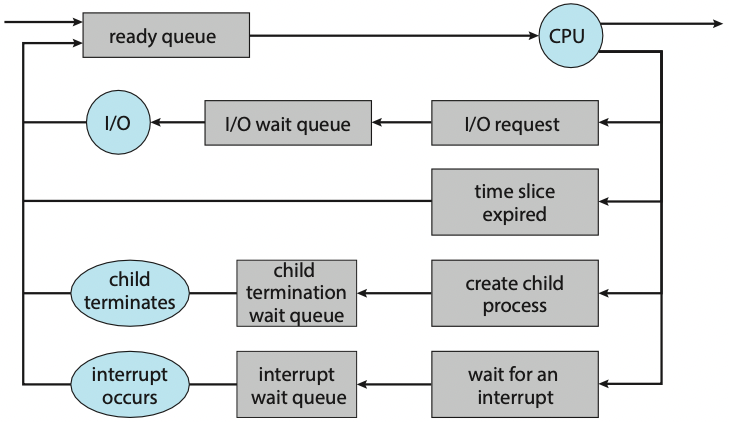 ready queue
CPU
I/O
I/O wait queue
I/O request
time slice
expired
child
terminates
child
termination
wait queue
create child
process
interrupt
occurs
interrupt
wait queue
wait for an
interrupt